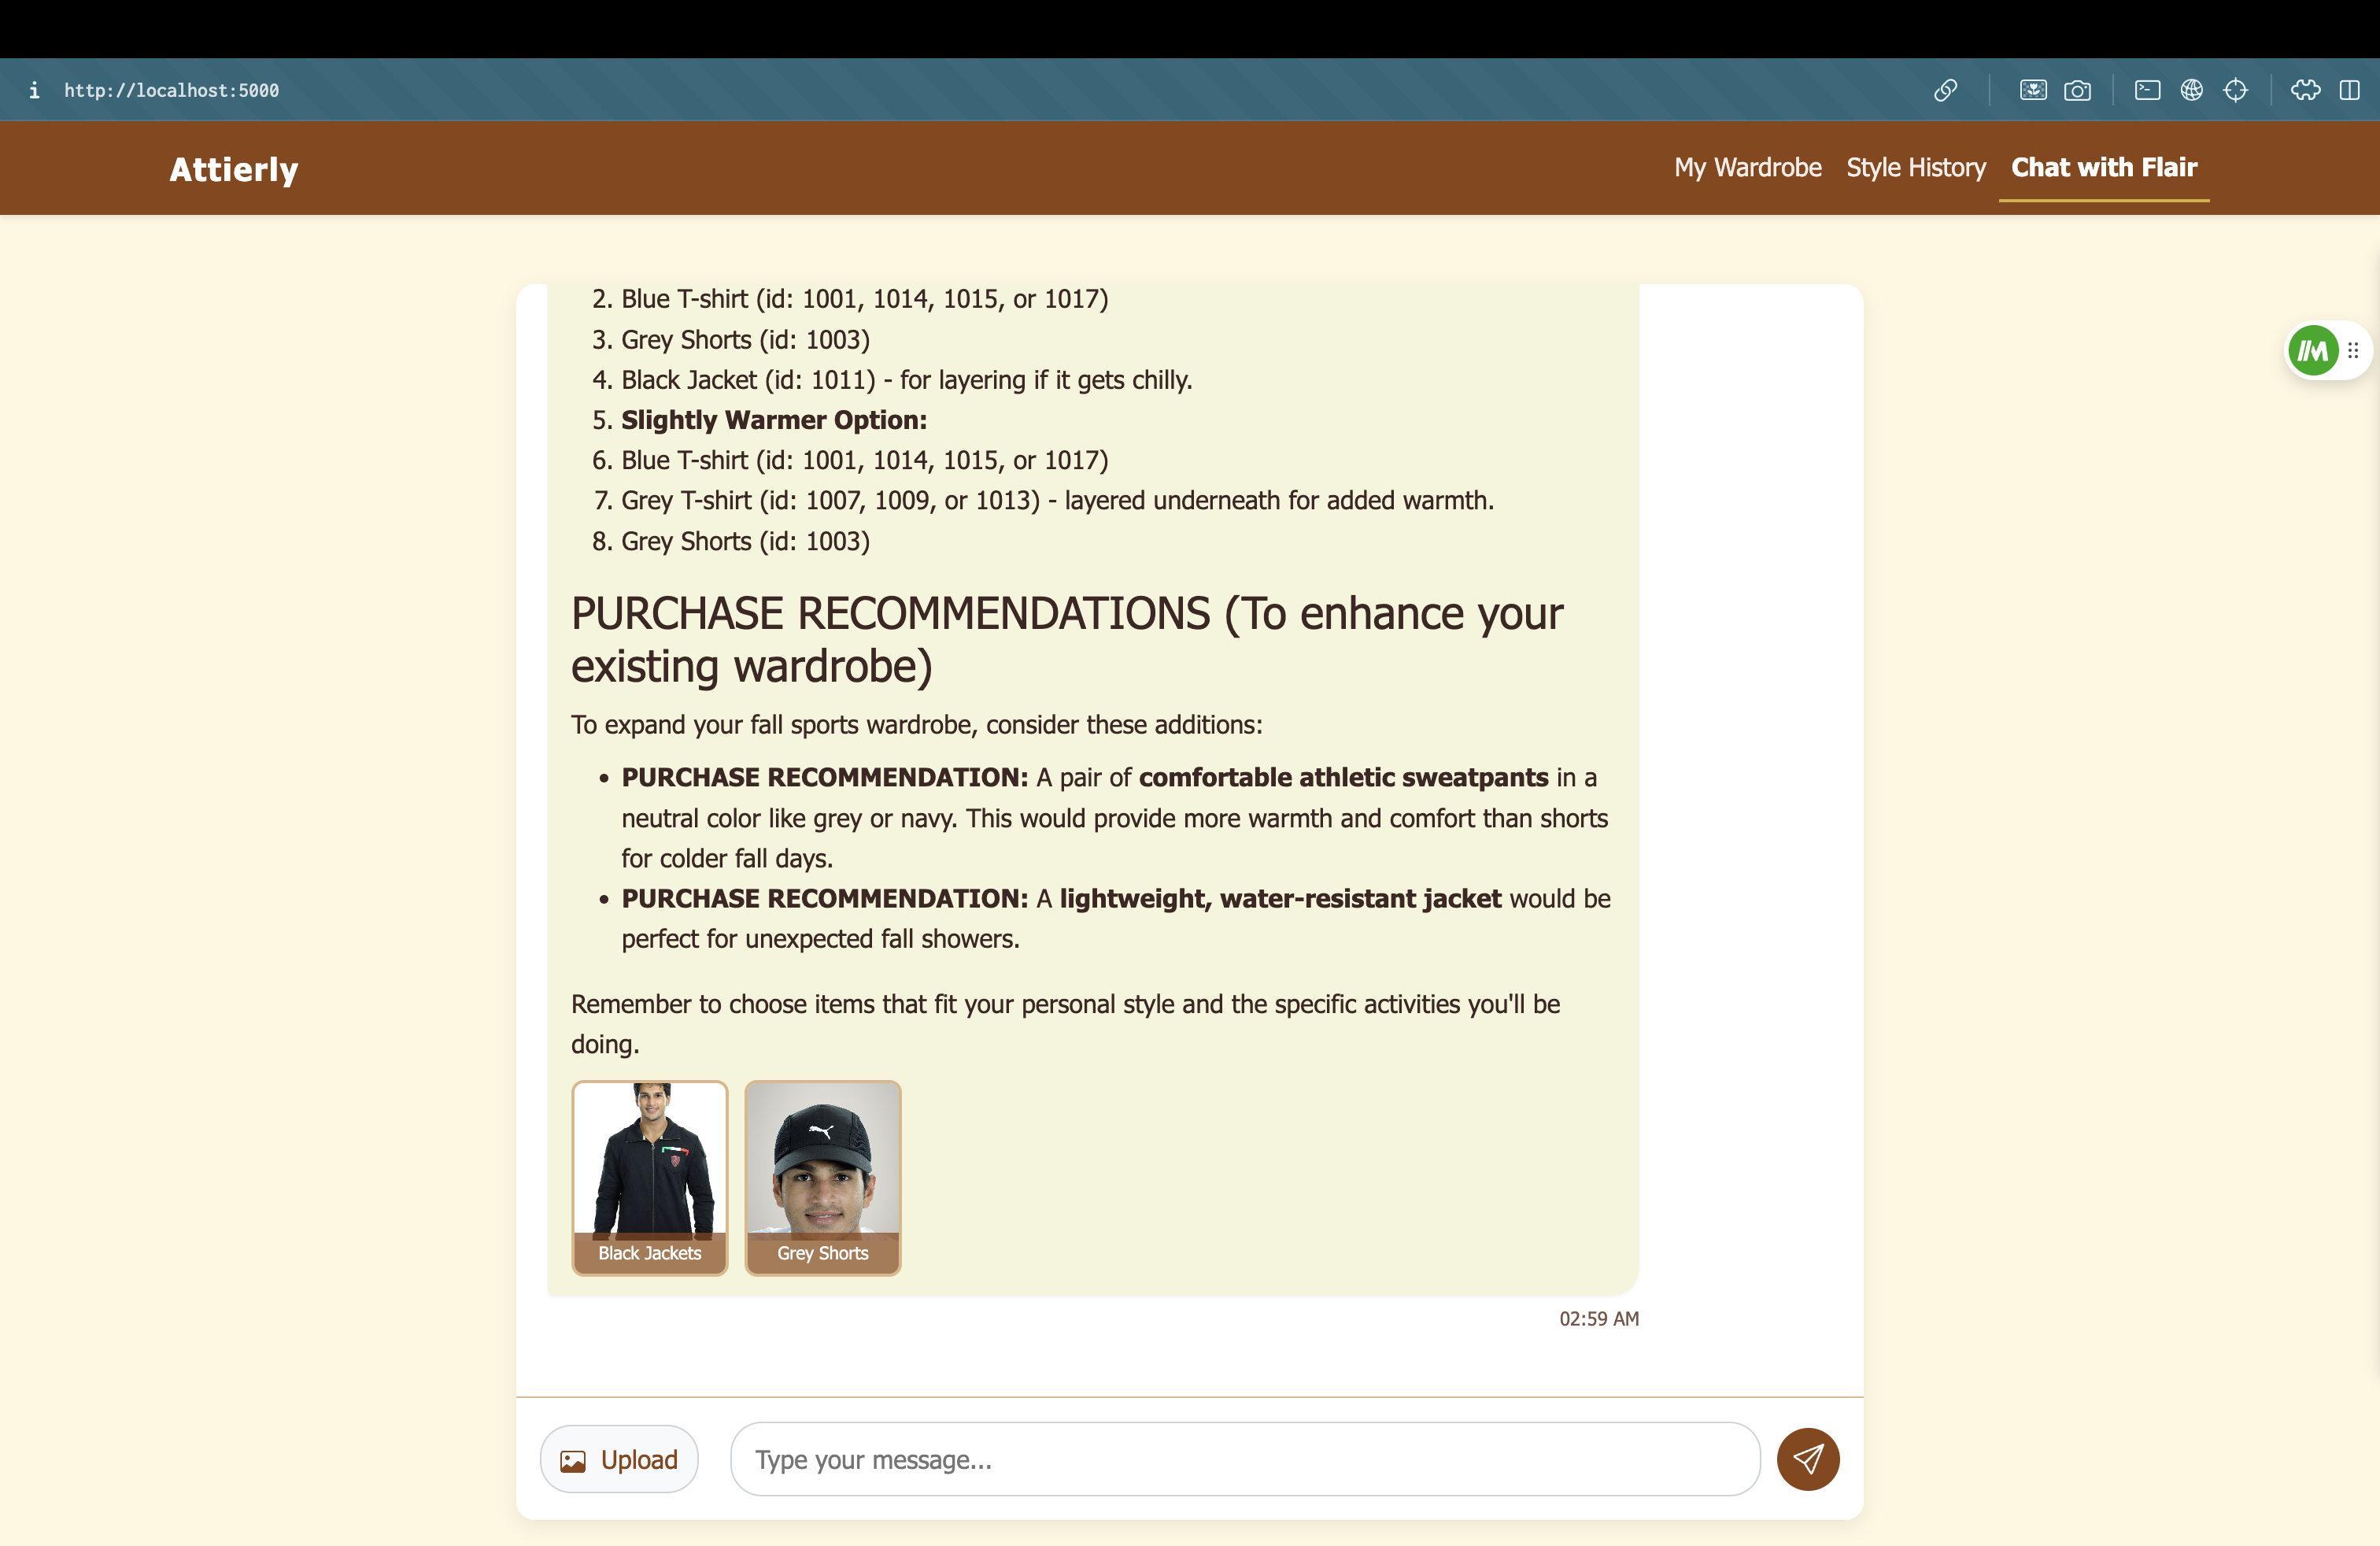 http://localhost:5000
Attierly
My Wardrobe
Style History
Chat with Flair
2. Blue T-shirt (id: 1001, 1014, 1015, or 1017)
3. Grey Shorts (id: 1003)
4. Black Jacket (id: 1011) - for layering if it gets chilly.
5. Slightly Warmer Option:
6. Blue T-shirt (id: 1001, 1014, 1015, or 1017)
7. Grey T-shirt (id: 1007, 1009, or 1013) - layered underneath for added warmth.
8. Grey Shorts (id: 1003)
PURCHASE RECOMMENDATIONS (To enhance your
existing wardrobe)
To expand your fall sports wardrobe, consider these additions:
• PURCHASE RECOMMENDATION: A pair of comfortable athletic sweatpants in a
neutral color like grey or navy. This would provide more warmth and comfort than shorts
for colder fall days.
• PURCHASE RECOMMENDATION: A lightweight, water-resistant jacket would be
perfect for unexpected fall showers.
Remember to choose items that fit your personal style and the specific activities you'll be
doing.
Black Jackets
Grey Shorts
02:59 AM
Upload
Type your message...